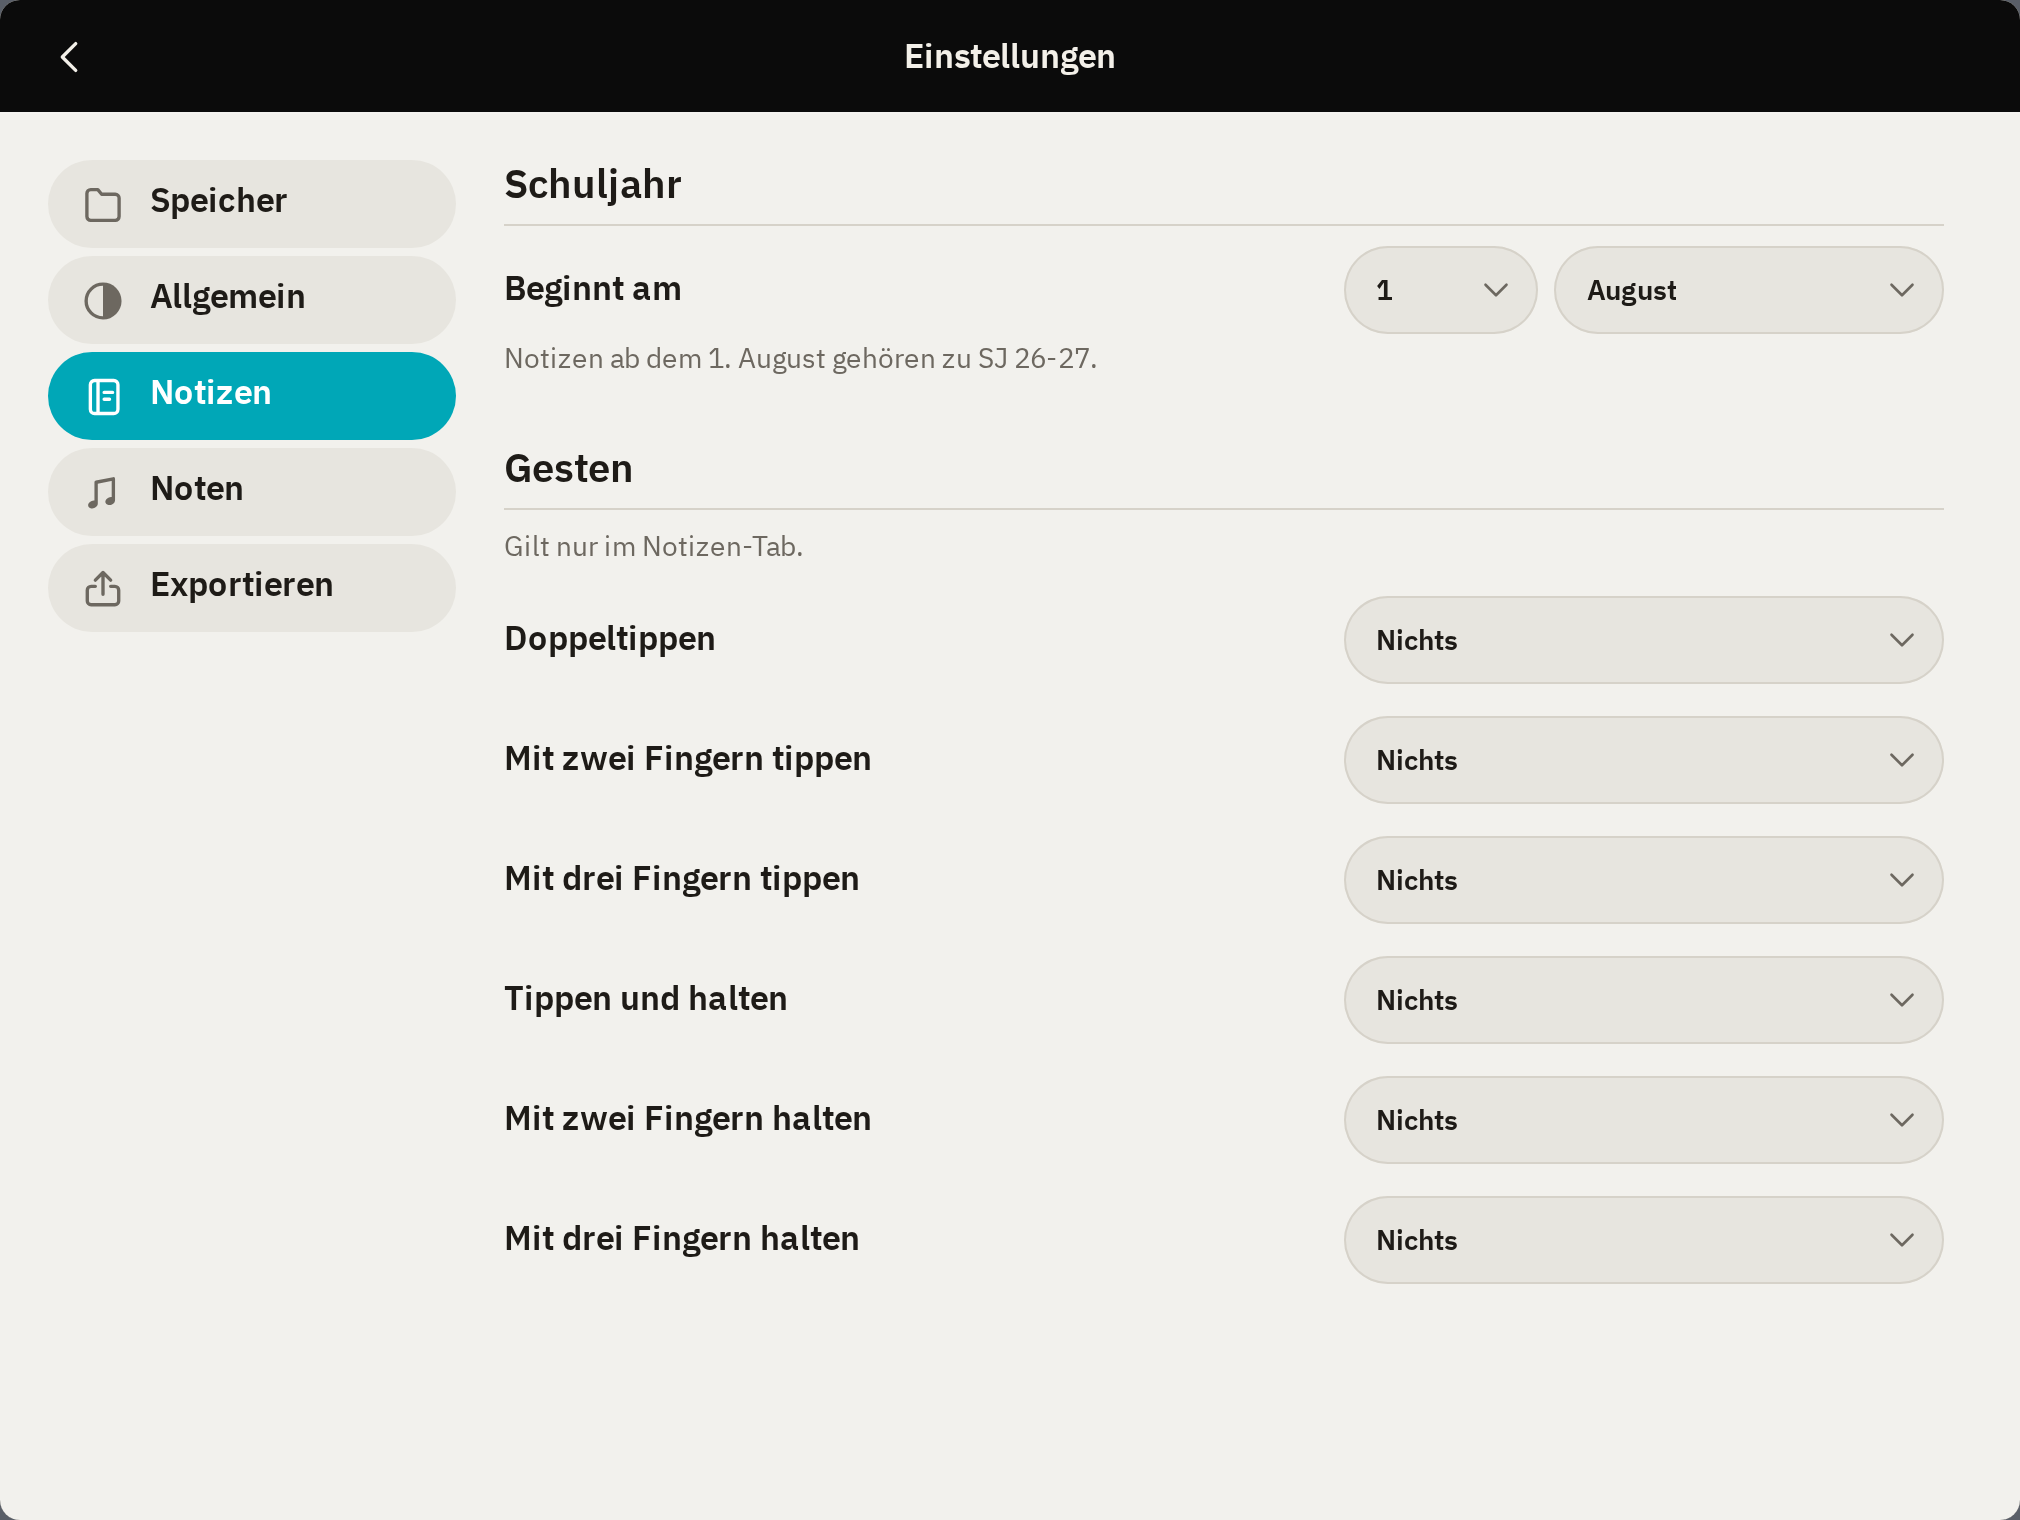 Einstellungen
Speicher
Allgemein
Notizen
Noten
Exportieren
Schuljahr
Beginnt am
1
August
Notizen ab dem 1. August gehören zu SJ 26-27.
Gesten
Gilt nur im Notizen-Tab.
Doppeltippen
Nichts
Mit zwei Fingern tippen
Nichts
Mit drei Fingern tippen
Nichts
Tippen und halten
Nichts
Mit zwei Fingern halten
Nichts
Mit drei Fingern halten
Nichts